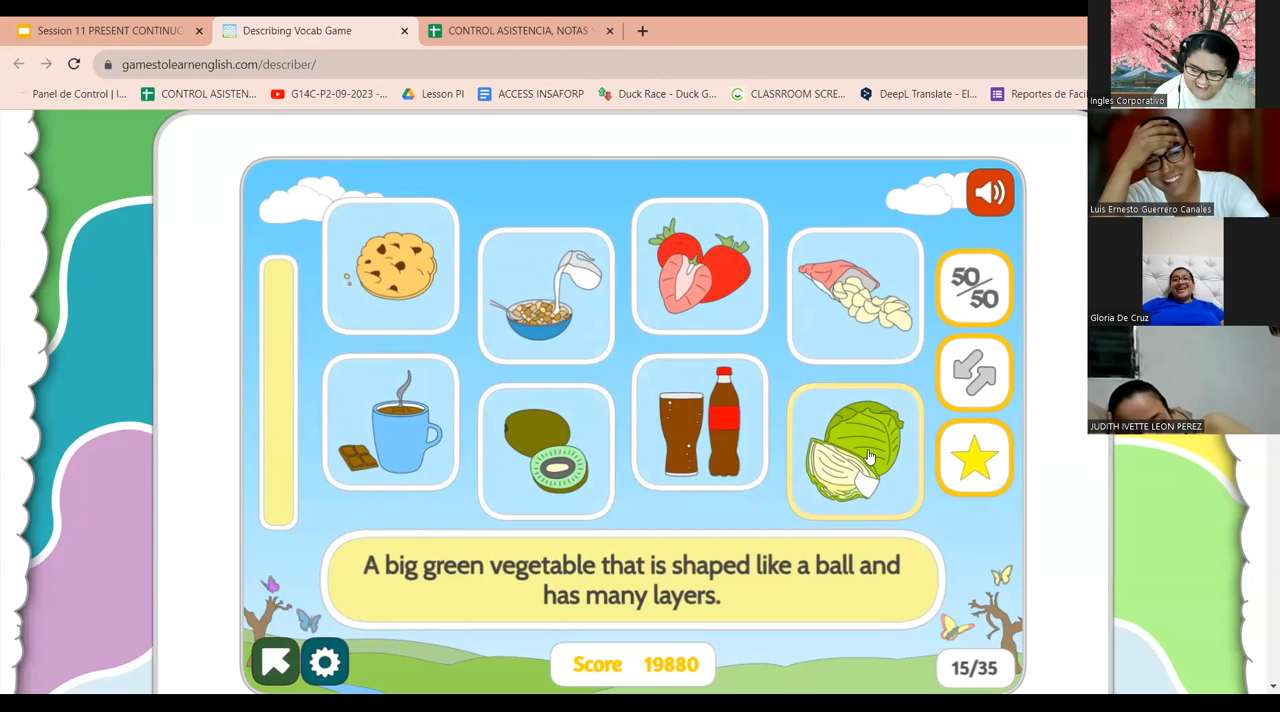 Session 11 PRESENT CONTINUO
Describing Vocab Game
CONTROL ASISTENCIA, NOTAS Y
gamestolearnenglish.com/describer/
Panel de Control | I...
CONTROL ASISTEN...
G14C-P2-09-2023 -...
Lesson PI
ACCESS INSAFORP
Duck Race - Duck G...
CLASRROOM SCRE...
DeepL Translate - El...
Reportes de Facil
Ingles Corporativo
Luis Ernesto Guerrero Canales
Gloria De Cruz
JUDITH IVETTE LEON PEREZ
50/50
A big green vegetable that is shaped like a ball and
has many layers.
Score 19880
15/35